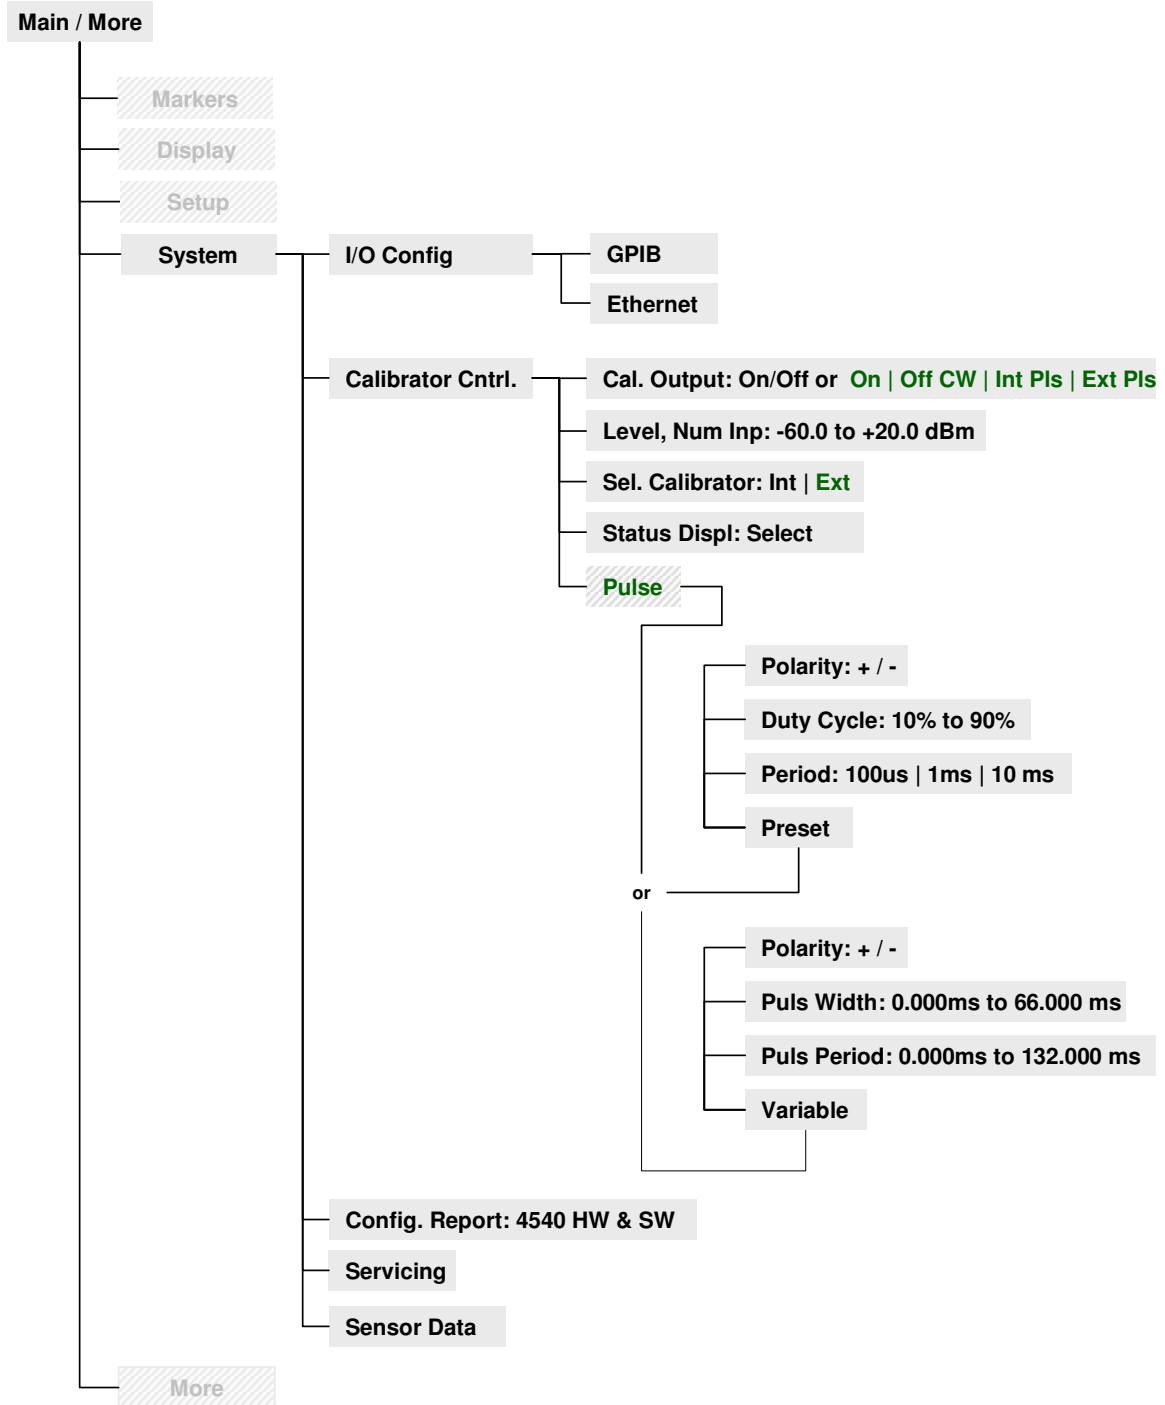 Main / More
Markers
Display
Setup
System
I/O Config
GPIB
Ethernet
Calibrator Cntrl.
Cal. Output: On/Off or On | Off CW | Int Pls | Ext Pls
Level, Num Inp: -60.0 to +20.0 dBm
Sel. Calibrator: Int | Ext
Status Displ: Select
Pulse
Polarity: + / -
Duty Cycle: 10% to 90%
Period: 100us | 1ms | 10 ms
Preset
or
Polarity: + / -
Puls Width: 0.000ms to 66.000 ms
Puls Period: 0.000ms to 132.000 ms
Variable
Config. Report: 4540 HW & SW
Servicing
Sensor Data
More